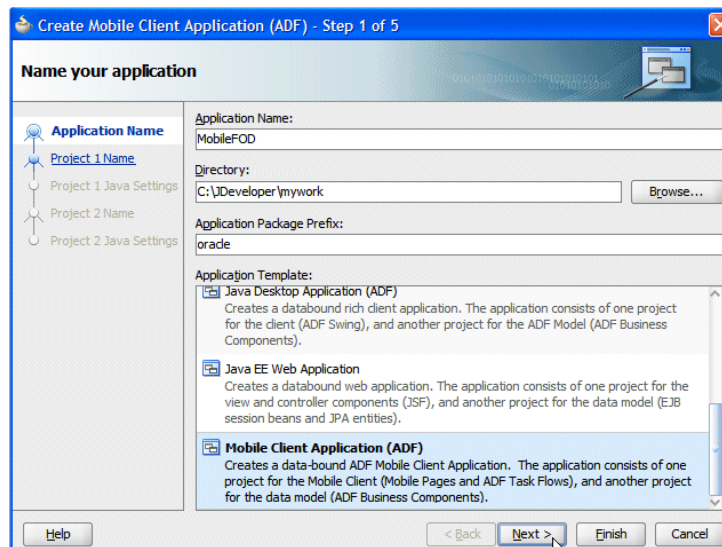 Create Mobile Client Application (ADF) - Step 1 of 5
Name your application
Application Name
Project 1 Name
Project 1 Java Settings
Project 2 Name
Project 2 Java Settings
Application Name:
MobileFOD
Directory:
C:\JDeveloper\mywork
Browse...
Application Package Prefix:
oracle
Application Template:
Java Desktop Application (ADF)
Creates a databound rich client application. The application consists of one project
for the client (ADF Swing), and another project for the ADF Model (ADF Business
Components).
Java EE Web Application
Creates a databound web application. The application consists of one project for the
view and controller components (JSF), and another project for the data model (EJB
session beans and JPA entities).
Mobile Client Application (ADF)
Creates a data-bound ADF Mobile Client Application. The application consists of one
project for the Mobile Client (Mobile Pages and ADF Task Flows), and another project
for the data model (ADF Business Components).
Help
< Back
Next >
Finish
Cancel